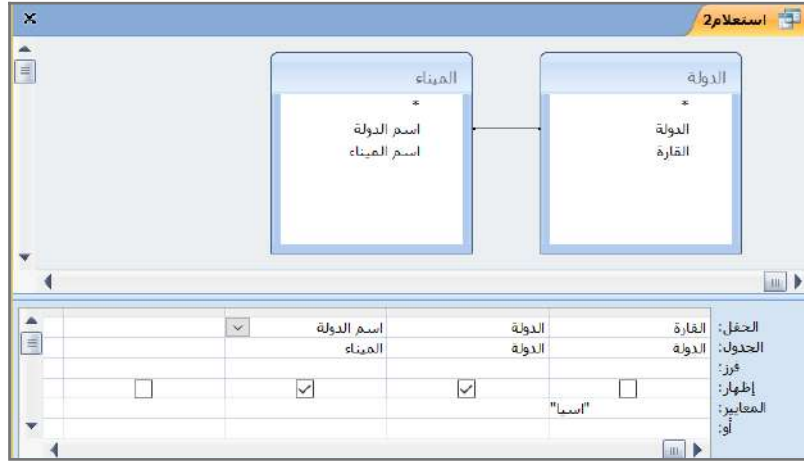 استعلام2
الدولة
*
الدولة
القارة
الميناء
*
اسم الدولة
اسم الميناء
الحقل: القارة الدولة اسم الدولة
الجدول: الدولة الدولة الميناء
فرز:
إظهار:
المعايير: "اسيا"
أو: